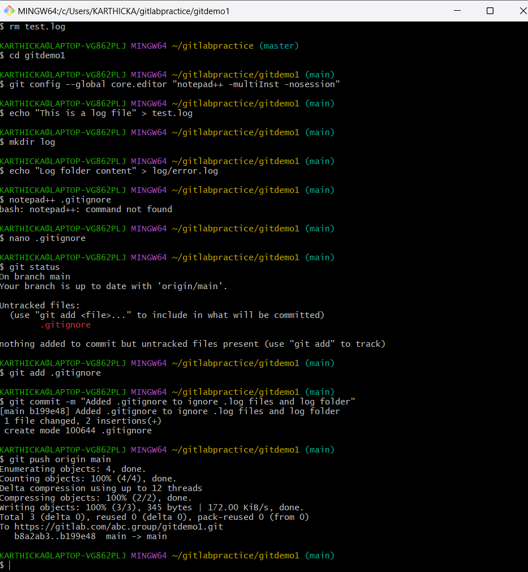 MINGW64:/c/Users/KARTHICKA/gitlabpractice/gitdemo1
$ rm test.log
KARTHICKA@LAPTOP-VG862PLJ MINGW64 ~/gitlabpractice (master)
$ cd gitdemo1
KARTHICKA@LAPTOP-VG862PLJ MINGW64 ~/gitlabpractice/gitdemo1 (main)
$ git config --global core.editor "notepad++ -multiInst -nosession"
KARTHICKA@LAPTOP-VG862PLJ MINGW64 ~/gitlabpractice/gitdemo1 (main)
$ echo "This is a log file" > test.log
KARTHICKA@LAPTOP-VG862PLJ MINGW64 ~/gitlabpractice/gitdemo1 (main)
$ mkdir log
KARTHICKA@LAPTOP-VG862PLJ MINGW64 ~/gitlabpractice/gitdemo1 (main)
$ echo "Log folder content" > log/error.log
KARTHICKA@LAPTOP-VG862PLJ MINGW64 ~/gitlabpractice/gitdemo1 (main)
$ notepad++ .gitignore
bash: notepad++: command not found
KARTHICKA@LAPTOP-VG862PLJ MINGW64 ~/gitlabpractice/gitdemo1 (main)
$ nano .gitignore
KARTHICKA@LAPTOP-VG862PLJ MINGW64 ~/gitlabpractice/gitdemo1 (main)
$ git status
On branch main
Your branch is up to date with 'origin/main'.
Untracked files:
(use "git add <file>..." to include in what will be committed)
.gitignore
nothing added to commit but untracked files present (use "git add" to track)
KARTHICKA@LAPTOP-VG862PLJ MINGW64 ~/gitlabpractice/gitdemo1 (main)
$ git add .gitignore
KARTHICKA@LAPTOP-VG862PLJ MINGW64 ~/gitlabpractice/gitdemo1 (main)
$ git commit -m "Added .gitignore to ignore .log files and log folder"
[main b199e48] Added .gitignore to ignore .log files and log folder
1 file changed, 2 insertions(+)
create mode 100644 .gitignore
KARTHICKA@LAPTOP-VG862PLJ MINGW64 ~/gitlabpractice/gitdemo1 (main)
$ git push origin main
Enumerating objects: 4, done.
Counting objects: 100% (4/4), done.
Delta compression using up to 12 threads
Compressing objects: 100% (2/2), done.
Writing objects: 100% (3/3), 345 bytes | 172.00 KiB/s, done.
Total 3 (delta 0), reused 0 (delta 0), pack-reused 0 (from 0)
To https://gitlab.com/abc.group/gitdemo1.git
b8a2ab3..b199e48  main -> main
KARTHICKA@LAPTOP-VG862PLJ MINGW64 ~/gitlabpractice/gitdemo1 (main)
$